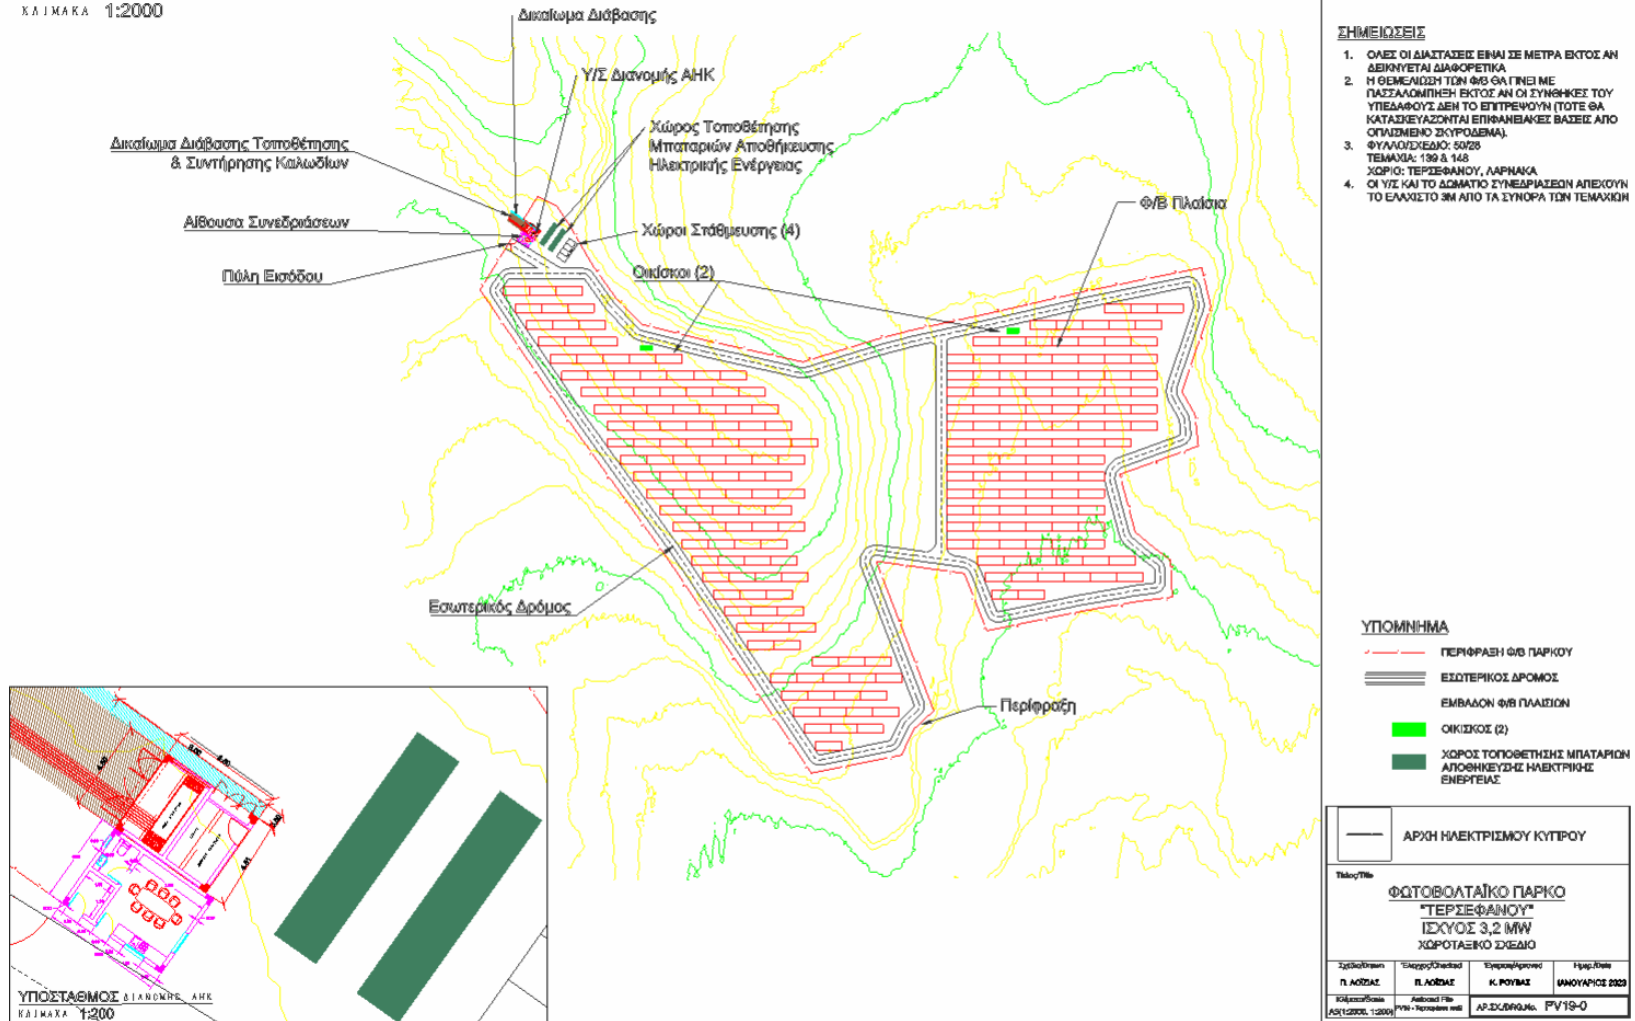 ΚΛΙΜΑΚΑ 1:2000
Δικαίωμα Διάβασης
Υ/Σ Διανομής ΑΗΚ
Χώρος Τοποθέτησης
Μπαταριών Αποθήκευσης
Ηλεκτρικής Ενέργειας
Δικαίωμα Διάβασης Τοποθέτησης
& Συντήρησης Καλωδίων
Αίθουσα Συνεδριάσεων
Χώροι Στάθμευσης (4)
Φ/Β Πλαίσια
Πύλη Εισόδου
Οικίσκοι (2)
Εσωτερικός Δρόμος
Περίφραξη
ΥΠΟΣΤΑΘΜΟΣ ΔΙΑΝΟΜΗΣ ΑΗΚ
ΚΛΙΜΑΚΑ 1:200
ΣΗΜΕΙΩΣΕΙΣ
1. ΟΛΕΣ ΟΙ ΔΙΑΣΤΑΣΕΙΣ ΕΙΝΑΙ ΣΕ ΜΕΤΡΑ ΕΚΤΟΣ ΑΝ
ΔΕΙΚΝΥΕΤΑΙ ΔΙΑΦΟΡΕΤΙΚΑ
2. Η ΘΕΜΕΛΙΩΣΗ ΤΩΝ Φ/Β ΘΑ ΓΙΝΕΙ ΜΕ
ΠΑΣΣΑΛΟΜΠΗΞΗ ΕΚΤΟΣ ΑΝ ΟΙ ΣΥΝΘΗΚΕΣ ΤΟΥ
ΥΠΕΔΑΦΟΥΣ ΔΕΝ ΤΟ ΕΠΙΤΡΕΨΟΥΝ (ΤΟΤΕ ΘΑ
ΚΑΤΑΣΚΕΥΑΖΟΝΤΑΙ ΕΠΙΦΑΝΕΙΑΚΕΣ ΒΑΣΕΙΣ ΑΠΟ
ΟΠΛΙΣΜΕΝΟ ΣΚΥΡΟΔΕΜΑ).
3. ΦΥΛΛΟ/ΣΧΕΔΙΟ: 50/28
ΤΕΜΑΧΙΑ: 139 & 148
ΧΩΡΙΟ: ΤΕΡΣΕΦΑΝΟΥ, ΛΑΡΝΑΚΑ
4. ΟΙ Υ/Σ ΚΑΙ ΤΟ ΔΩΜΑΤΙΟ ΣΥΝΕΔΡΙΑΣΕΩΝ ΑΠΕΧΟΥΝ
ΤΟ ΕΛΑΧΙΣΤΟ 3Μ ΑΠΟ ΤΑ ΣΥΝΟΡΑ ΤΩΝ ΤΕΜΑΧΙΩΝ
ΥΠΟΜΝΗΜΑ
ΠΕΡΙΦΡΑΞΗ Φ/Β ΠΑΡΚΟΥ
ΕΣΩΤΕΡΙΚΟΣ ΔΡΟΜΟΣ
ΕΜΒΑΔΟΝ Φ/Β ΠΛΑΙΣΙΩΝ
ΟΙΚΙΣΚΟΣ (2)
ΧΩΡΟΣ ΤΟΠΟΘΕΤΗΣΗΣ ΜΠΑΤΑΡΙΩΝ
ΑΠΟΘΗΚΕΥΣΗΣ ΗΛΕΚΤΡΙΚΗΣ
ΕΝΕΡΓΕΙΑΣ
ΑΡΧΗ ΗΛΕΚΤΡΙΣΜΟΥ ΚΥΠΡΟΥ
Τίτλος/Title
ΦΩΤΟΒΟΛΤΑΪΚΟ ΠΑΡΚΟ
"ΤΕΡΣΕΦΑΝΟΥ"
ΙΣΧΥΟΣ 3,2 MW
ΧΩΡΟΤΑΞΙΚΟ ΣΧΕΔΙΟ
Σχεδίαση/Drawn Έλεγχος/Checked Έγκριση/Approved Ημερ./Date
Π. ΛΟΪΖΙΑΣ Π. ΛΟΪΖΙΑΣ Κ. ΡΟΥΒΑΣ ΙΑΝΟΥΑΡΙΟΣ 2023
Κλίμακα/Scale Autocad File ΑΡ.ΣΧ./DRG.No. PV19-0
A3(1:2000, 1:200)